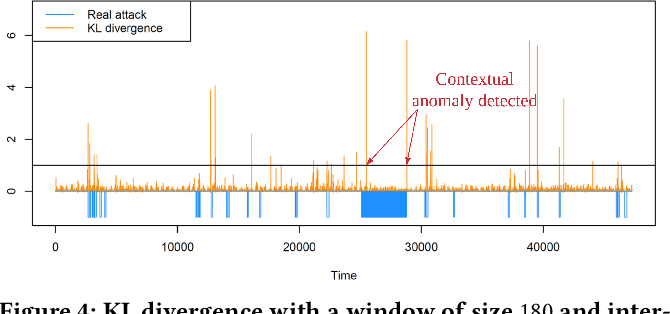 Real attack
KL divergence
6
4
2
0
Contextual
anomaly detected
0 10000 20000 30000 40000
Time
Figure 4: KL divergence with a window of size 180 and inter-